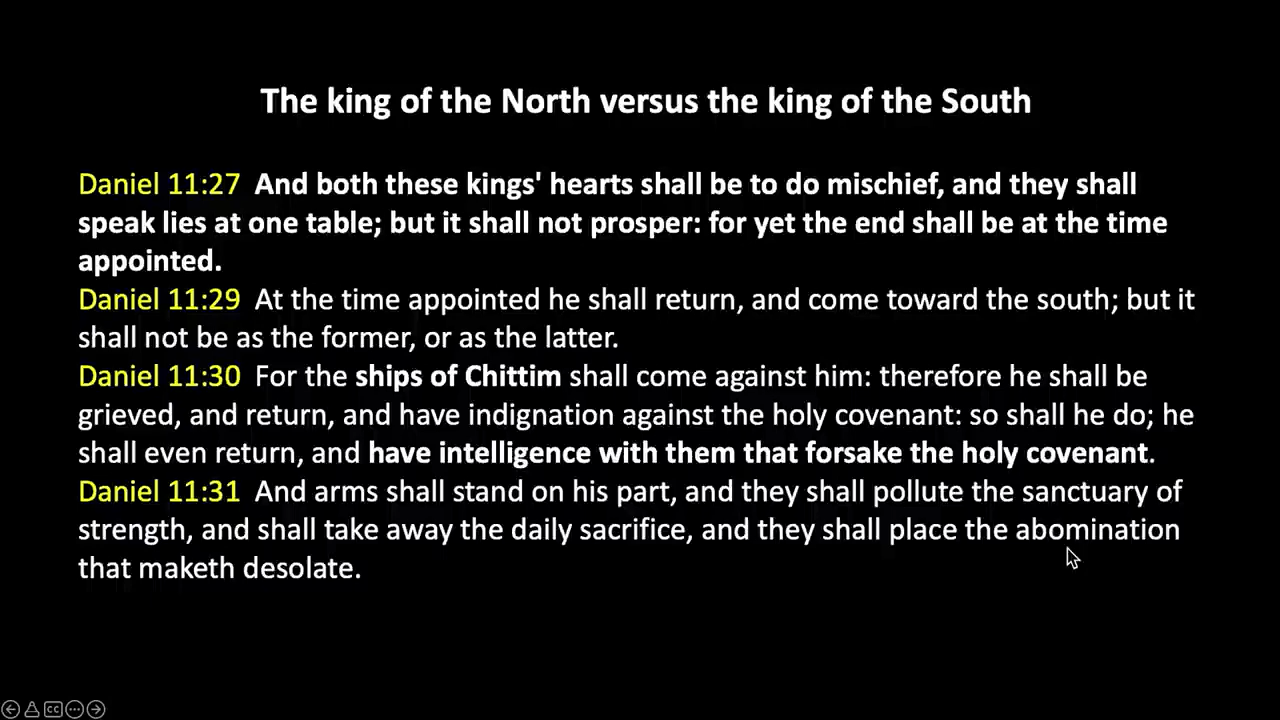 The king of the North versus the king of the South
Daniel 11:27 And both these kings' hearts shall be to do mischief, and they shall
speak lies at one table; but it shall not prosper: for yet the end shall be at the time
appointed.
Daniel 11:29 At the time appointed he shall return, and come toward the south; but it
shall not be as the former, or as the latter.
Daniel 11:30 For the ships of Chittim shall come against him: therefore he shall be
grieved, and return, and have indignation against the holy covenant: so shall he do; he
shall even return, and have intelligence with them that forsake the holy covenant.
Daniel 11:31 And arms shall stand on his part, and they shall pollute the sanctuary of
strength, and shall take away the daily sacrifice, and they shall place the abomination
that maketh desolate.
CC